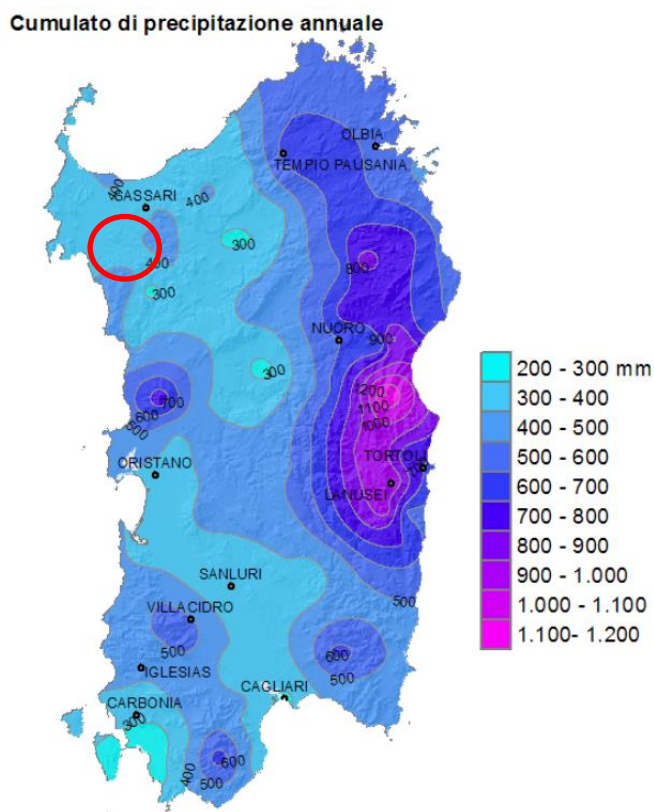 Cumulato di precipitazione annuale
OLBIA
TEMPIO PAUSANIA
400
SASSARI
400
300
400
800
300
NUORO
900
300
1200
700
1100
600
1000
500
ORISTANO
TORTOLI
LANUSEI
SANLURI
500
VILLACIDRO
500
600
IGLESIAS
500
CAGLIARI
CARBONIA
300
600
400
500
200 - 300 mm
300 - 400
400 - 500
500 - 600
600 - 700
700 - 800
800 - 900
900 - 1.000
1.000 - 1.100
1.100- 1.200